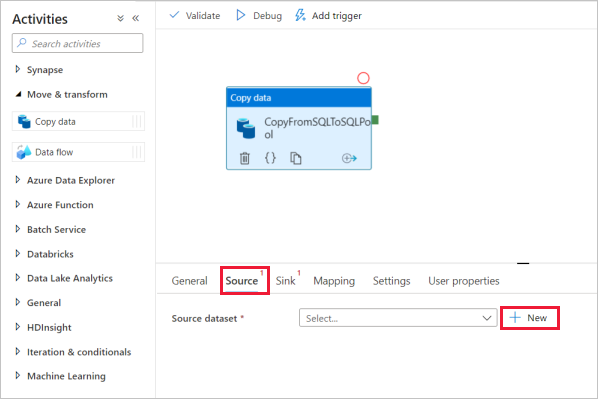 Activities
Search activities
Synapse
Move & transform
Copy data
Data flow
Azure Data Explorer
Azure Function
Batch Service
Databricks
Data Lake Analytics
General
HDInsight
Iteration & conditionals
Machine Learning
Validate Debug Add trigger
Copy data
CopyFromSQLToSQLPo
ol
General Source 1 Sink 1 Mapping Settings User properties
Source dataset * Select... New